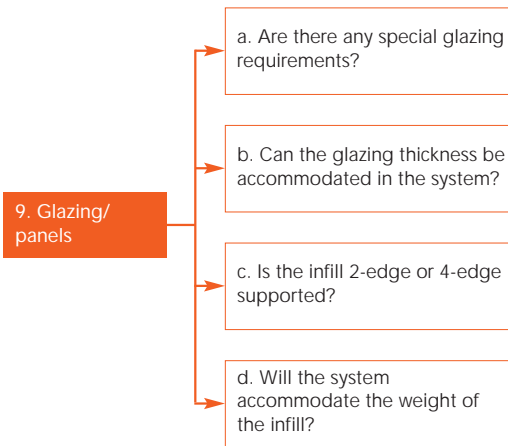 a. Are there any special glazing
requirements?
b. Can the glazing thickness be
accommodated in the system?
9. Glazing/
panels
c. Is the infill 2-edge or 4-edge
supported?
d. Will the system
accommodate the weight of
the infill?